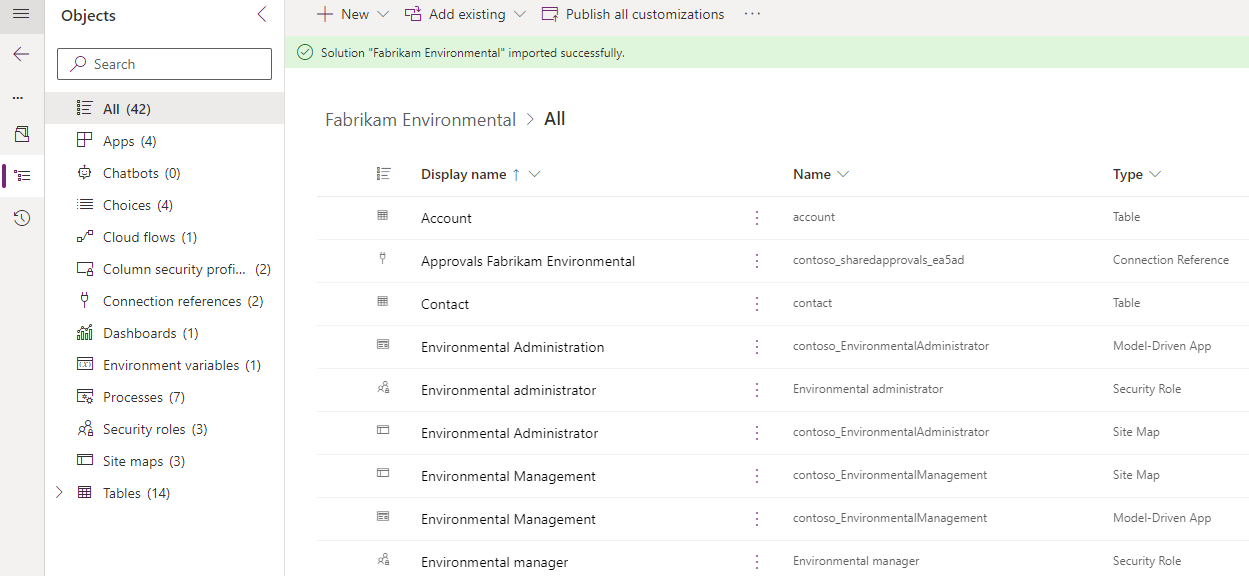 Objects
New
Add existing
Publish all customizations
...
Search
Solution "Fabrikam Environmental" imported successfully.
...
All (42)
Apps (4)
Chatbots (0)
Choices (4)
Cloud flows (1)
Column security profi... (2)
Connection references (2)
Dashboards (1)
Environment variables (1)
Processes (7)
Security roles (3)
Site maps (3)
Tables (14)
Fabrikam Environmental > All
Display name ↑ Name Type
Account account Table
Approvals Fabrikam Environmental contoso_sharedapprovals_ea5ad Connection Reference
Contact contact Table
Environmental Administration contoso_EnvironmentalAdministrator Model-Driven App
Environmental administrator Environmental administrator Security Role
Environmental Administrator contoso_EnvironmentalAdministrator Site Map
Environmental Management contoso_EnvironmentalManagement Site Map
Environmental Management contoso_EnvironmentalManagement Model-Driven App
Environmental manager Environmental manager Security Role